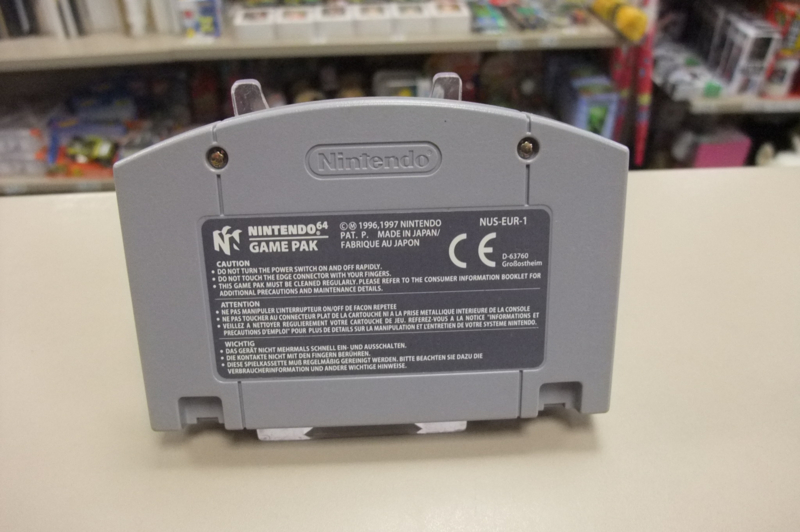 Nintendo
NINTENDO64
GAME PAK
©Ⓜ 1996,1997 NINTENDO
PAT. P. MADE IN JAPAN/
FABRIQUE AU JAPON
NUS-EUR-1
CE
D-63760
Großostheim
CAUTION
• DO NOT TURN THE POWER SWITCH ON AND OFF RAPIDLY.
• DO NOT TOUCH THE EDGE CONNECTOR WITH YOUR FINGERS.
• THIS GAME PAK MUST BE CLEANED REGULARLY. PLEASE REFER TO THE CONSUMER INFORMATION BOOKLET FOR
ADDITIONAL PRECAUTIONS AND MAINTENANCE DETAILS.
ATTENTION
• NE PAS MANIPULER L'INTERRUPTEUR ON/OFF DE FACON REPETEE
• NE PAS TOUCHER AU CONNECTEUR PLAT DE LA CARTOUCHE NI A LA PRISE METALLIQUE INTERIEURE DE LA CONSOLE
• VEILLEZ A NETTOYER REGULIEREMENT VOTRE CARTOUCHE DE JEU. REFEREZ-VOUS A LA NOTICE "INFORMATIONS ET
PRECAUTIONS D'EMPLOI" POUR PLUS DE DETAILS SUR LA MANIPULATION ET L'ENTRETIEN DE VOTRE SYSTEME NINTENDO.
WICHTIG
• DAS GERÄT NICHT MEHRMALS SCHNELL EIN- UND AUSSCHALTEN.
• DIE KONTAKTE NICHT MIT DEN FINGERN BERÜHREN.
• DIESE SPIELKASSETTE MUß REGELMÄßIG GEREINIGT WERDEN. BITTE BEACHTEN SIE DAZU DIE
VERBRAUCHERINFORMATION UND ANDERE WICHTIGE HINWEISE.